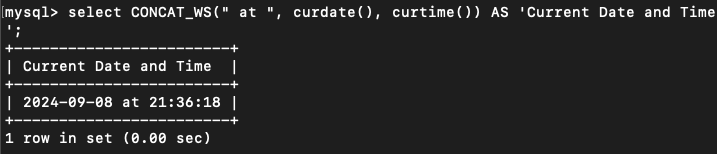 mysql> select CONCAT_WS(" at ", curdate(), curtime()) AS 'Current Date and Time
';
+-----------------------+
| Current Date and Time  |
+-----------------------+
| 2024-09-08 at 21:36:18 |
+-----------------------+
1 row in set (0.00 sec)